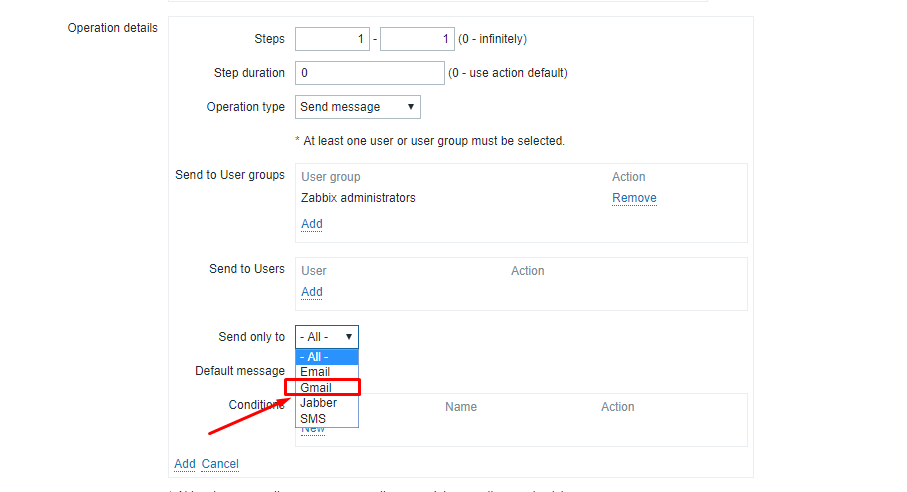 Operation details
Steps 1 - 1 (0 - infinitely)
Step duration 0 (0 - use action default)
Operation type Send message ▼
* At least one user or user group must be selected.
Send to User groups User group Action
Zabbix administrators Remove
Add
Send to Users User Action
Add
Send only to - All - ▼
- All -
Default message Email
Gmail
Conditions Jabber Name Action
SMS
New
Add Cancel